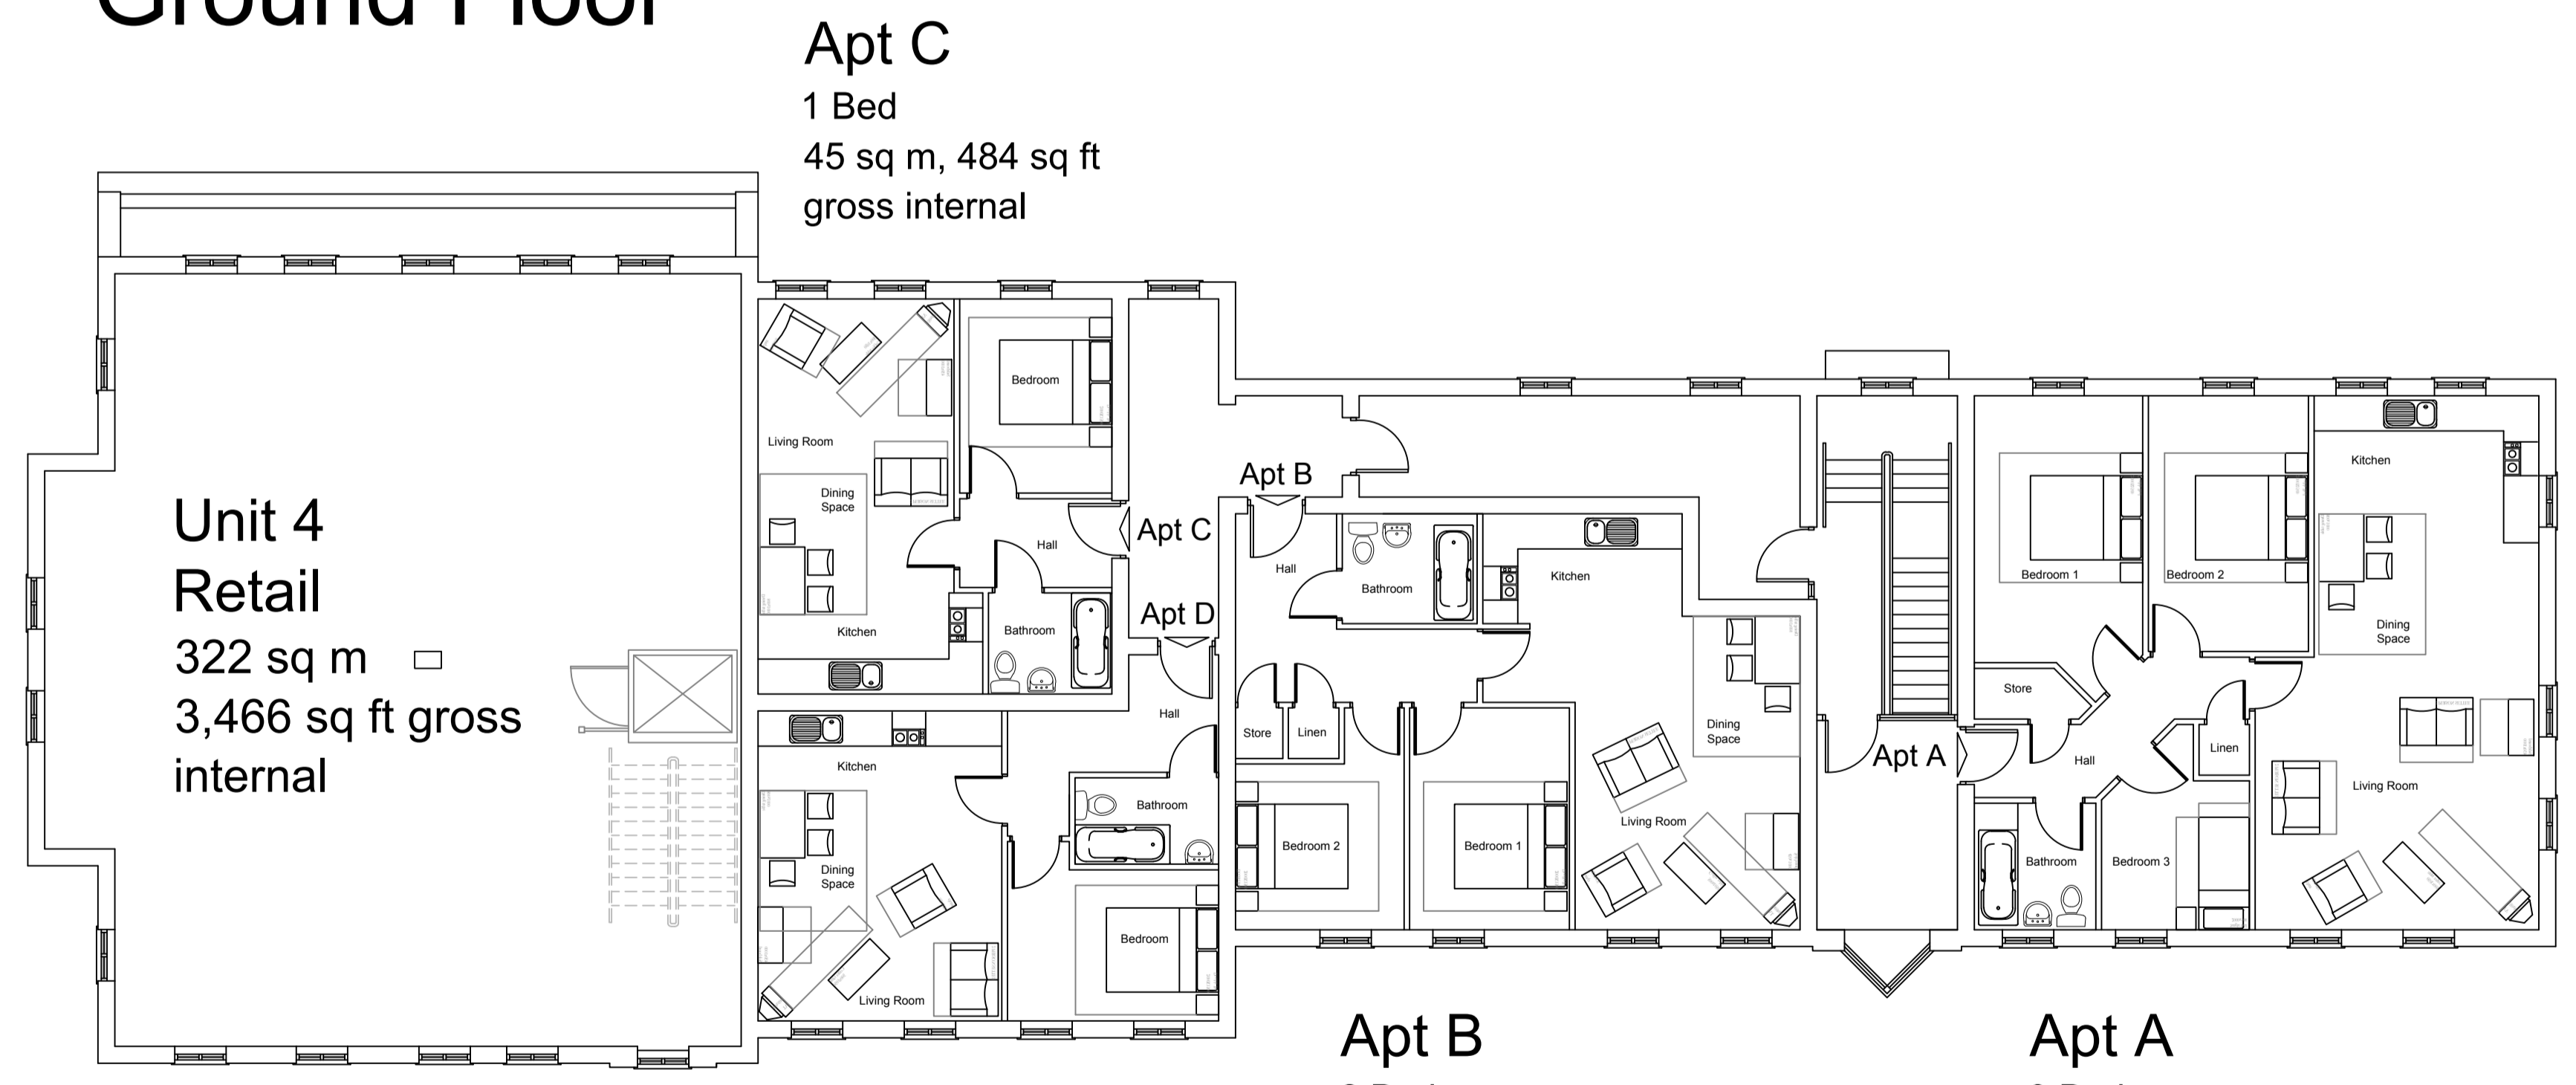 Ground Floor
Apt C
1 Bed
45 sq m, 484 sq ft
gross internal
Unit 4
Retail
322 sq m
3,466 sq ft gross
internal
Living Room
Dining
Space
Kitchen
Bedroom
Hall
Bathroom
Apt C
Apt D
Hall
Kitchen
Dining
Space
Living Room
Bathroom
Bedroom
Apt B
Hall
Bathroom
Kitchen
Store
Linen
Dining
Space
Bedroom 2
Bedroom 1
Living Room
Apt A
Bedroom 1
Bedroom 2
Kitchen
Dining
Space
Store
Hall
Linen
Living Room
Bathroom
Bedroom 3
Apt B
Apt A